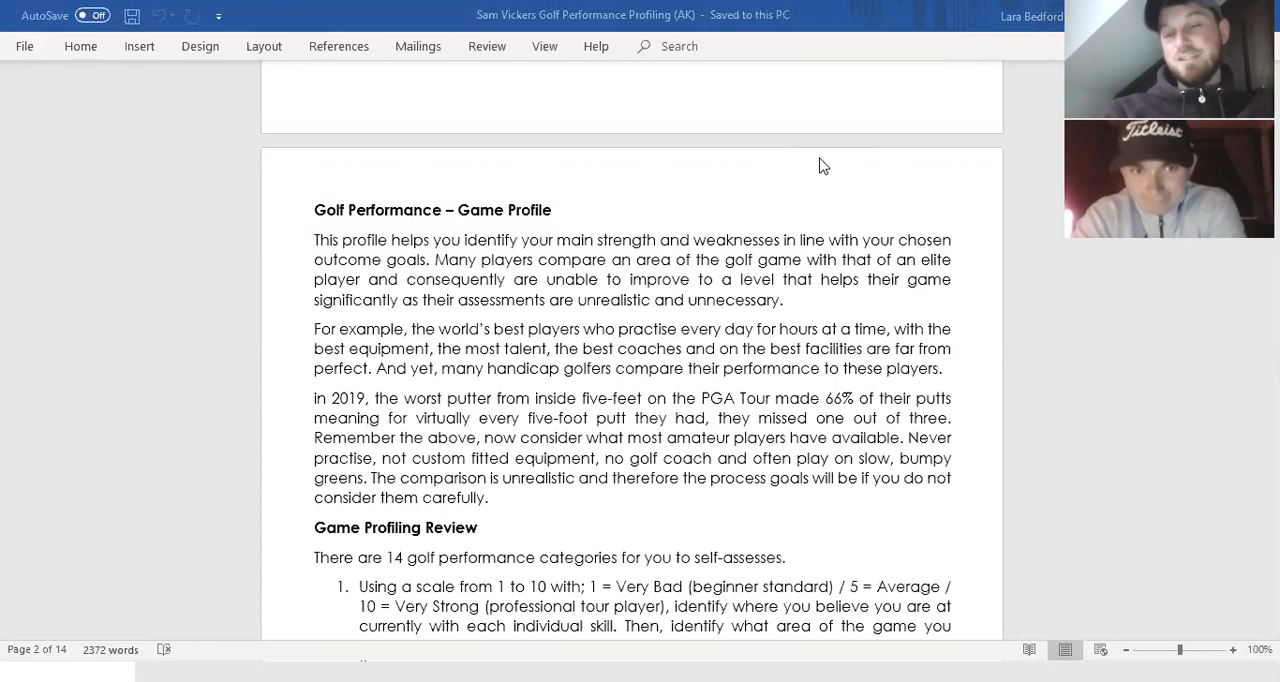 AutoSave Off
Sam Vickers Golf Performance Profiling (AK) - Saved to this PC
Lara Bedford
File Home Insert Design Layout References Mailings Review View Help Search
Titleist
Golf Performance – Game Profile
This profile helps you identify your main strength and weaknesses in line with your chosen
outcome goals. Many players compare an area of the golf game with that of an elite
player and consequently are unable to improve to a level that helps their game
significantly as their assessments are unrealistic and unnecessary.
For example, the world's best players who practise every day for hours at a time, with the
best equipment, the most talent, the best coaches and on the best facilities are far from
perfect. And yet, many handicap golfers compare their performance to these players.
in 2019, the worst putter from inside five-feet on the PGA Tour made 66% of their putts
meaning for virtually every five-foot putt they had, they missed one out of three.
Remember the above, now consider what most amateur players have available. Never
practise, not custom fitted equipment, no golf coach and often play on slow, bumpy
greens. The comparison is unrealistic and therefore the process goals will be if you do not
consider them carefully.
Game Profiling Review
There are 14 golf performance categories for you to self-assesses.
1. Using a scale from 1 to 10 with; 1 = Very Bad (beginner standard) / 5 = Average /
10 = Very Strong (professional tour player), identify where you believe you are at
currently with each individual skill. Then, identify what area of the game you
Page 2 of 14 2372 words 100%